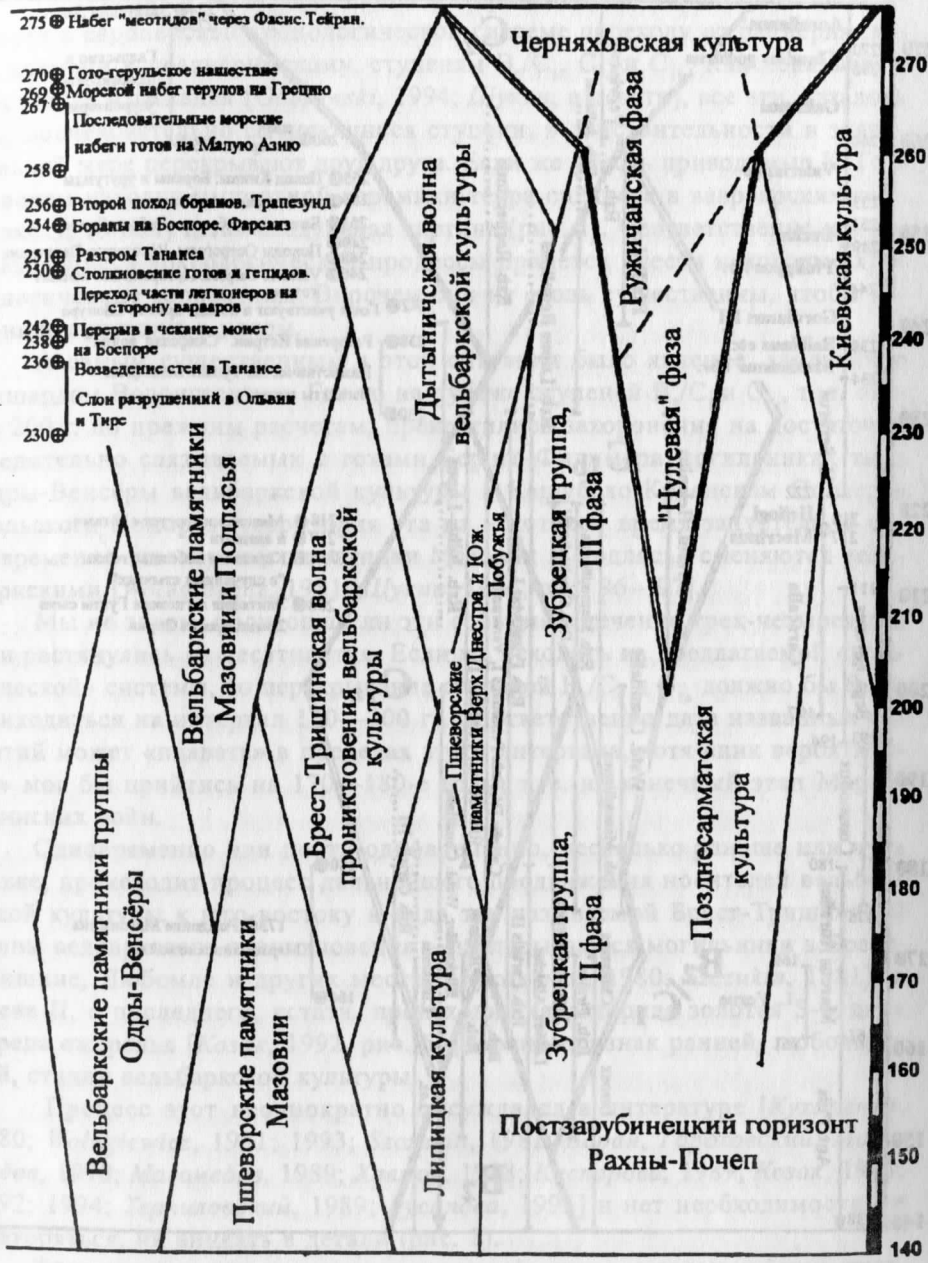 275⊕ Набег "меотидов" через Фасис. Тейран.
270⊕ Гото-герульское нашествие
269⊕ Морской набег герулов на Грецию
267⊕
Последовательные морские
набеги готов на Малую Азию
258⊕
256⊕ Второй поход боранов. Трапезунд
254⊕ Бораны на Боспоре. Фарсанз
251⊕ Разгром Танаиса
250⊕ Столкновение готов и гепидов.
Переход части легионеров на
сторону варваров
242⊕ Перерыв в чеканке монет
238⊕ на Боспоре
236⊕ Возведение стен в Танаисе
Слои разрушений в Ольвии
и Тире
230⊕
Вельбаркские памятники группы
Одры-Венсеры
Пшеворские памятники
Мазовии
Вельбаркские памятники
Мазовии и Подлясья
Брест-Тришинская волна
проникновения вельбаркской
культуры
Дытыничская волна
вельбаркской культуры
Липицкая культура
Пшеворские
памятники Верх. Днестра и Юж.
Побужья
Зубрецкая группа,
III фаза
Зубрецкая группа,
III фаза
Черняховская культура
Ружичанская фаза
"Нулевая" фаза
Позднесарматская
культура
Киевская культура
Постзарубинецкий горизонт
Рахны-Почеп
270
260
250
240
230
220
210
200
190
180
170
160
150
140